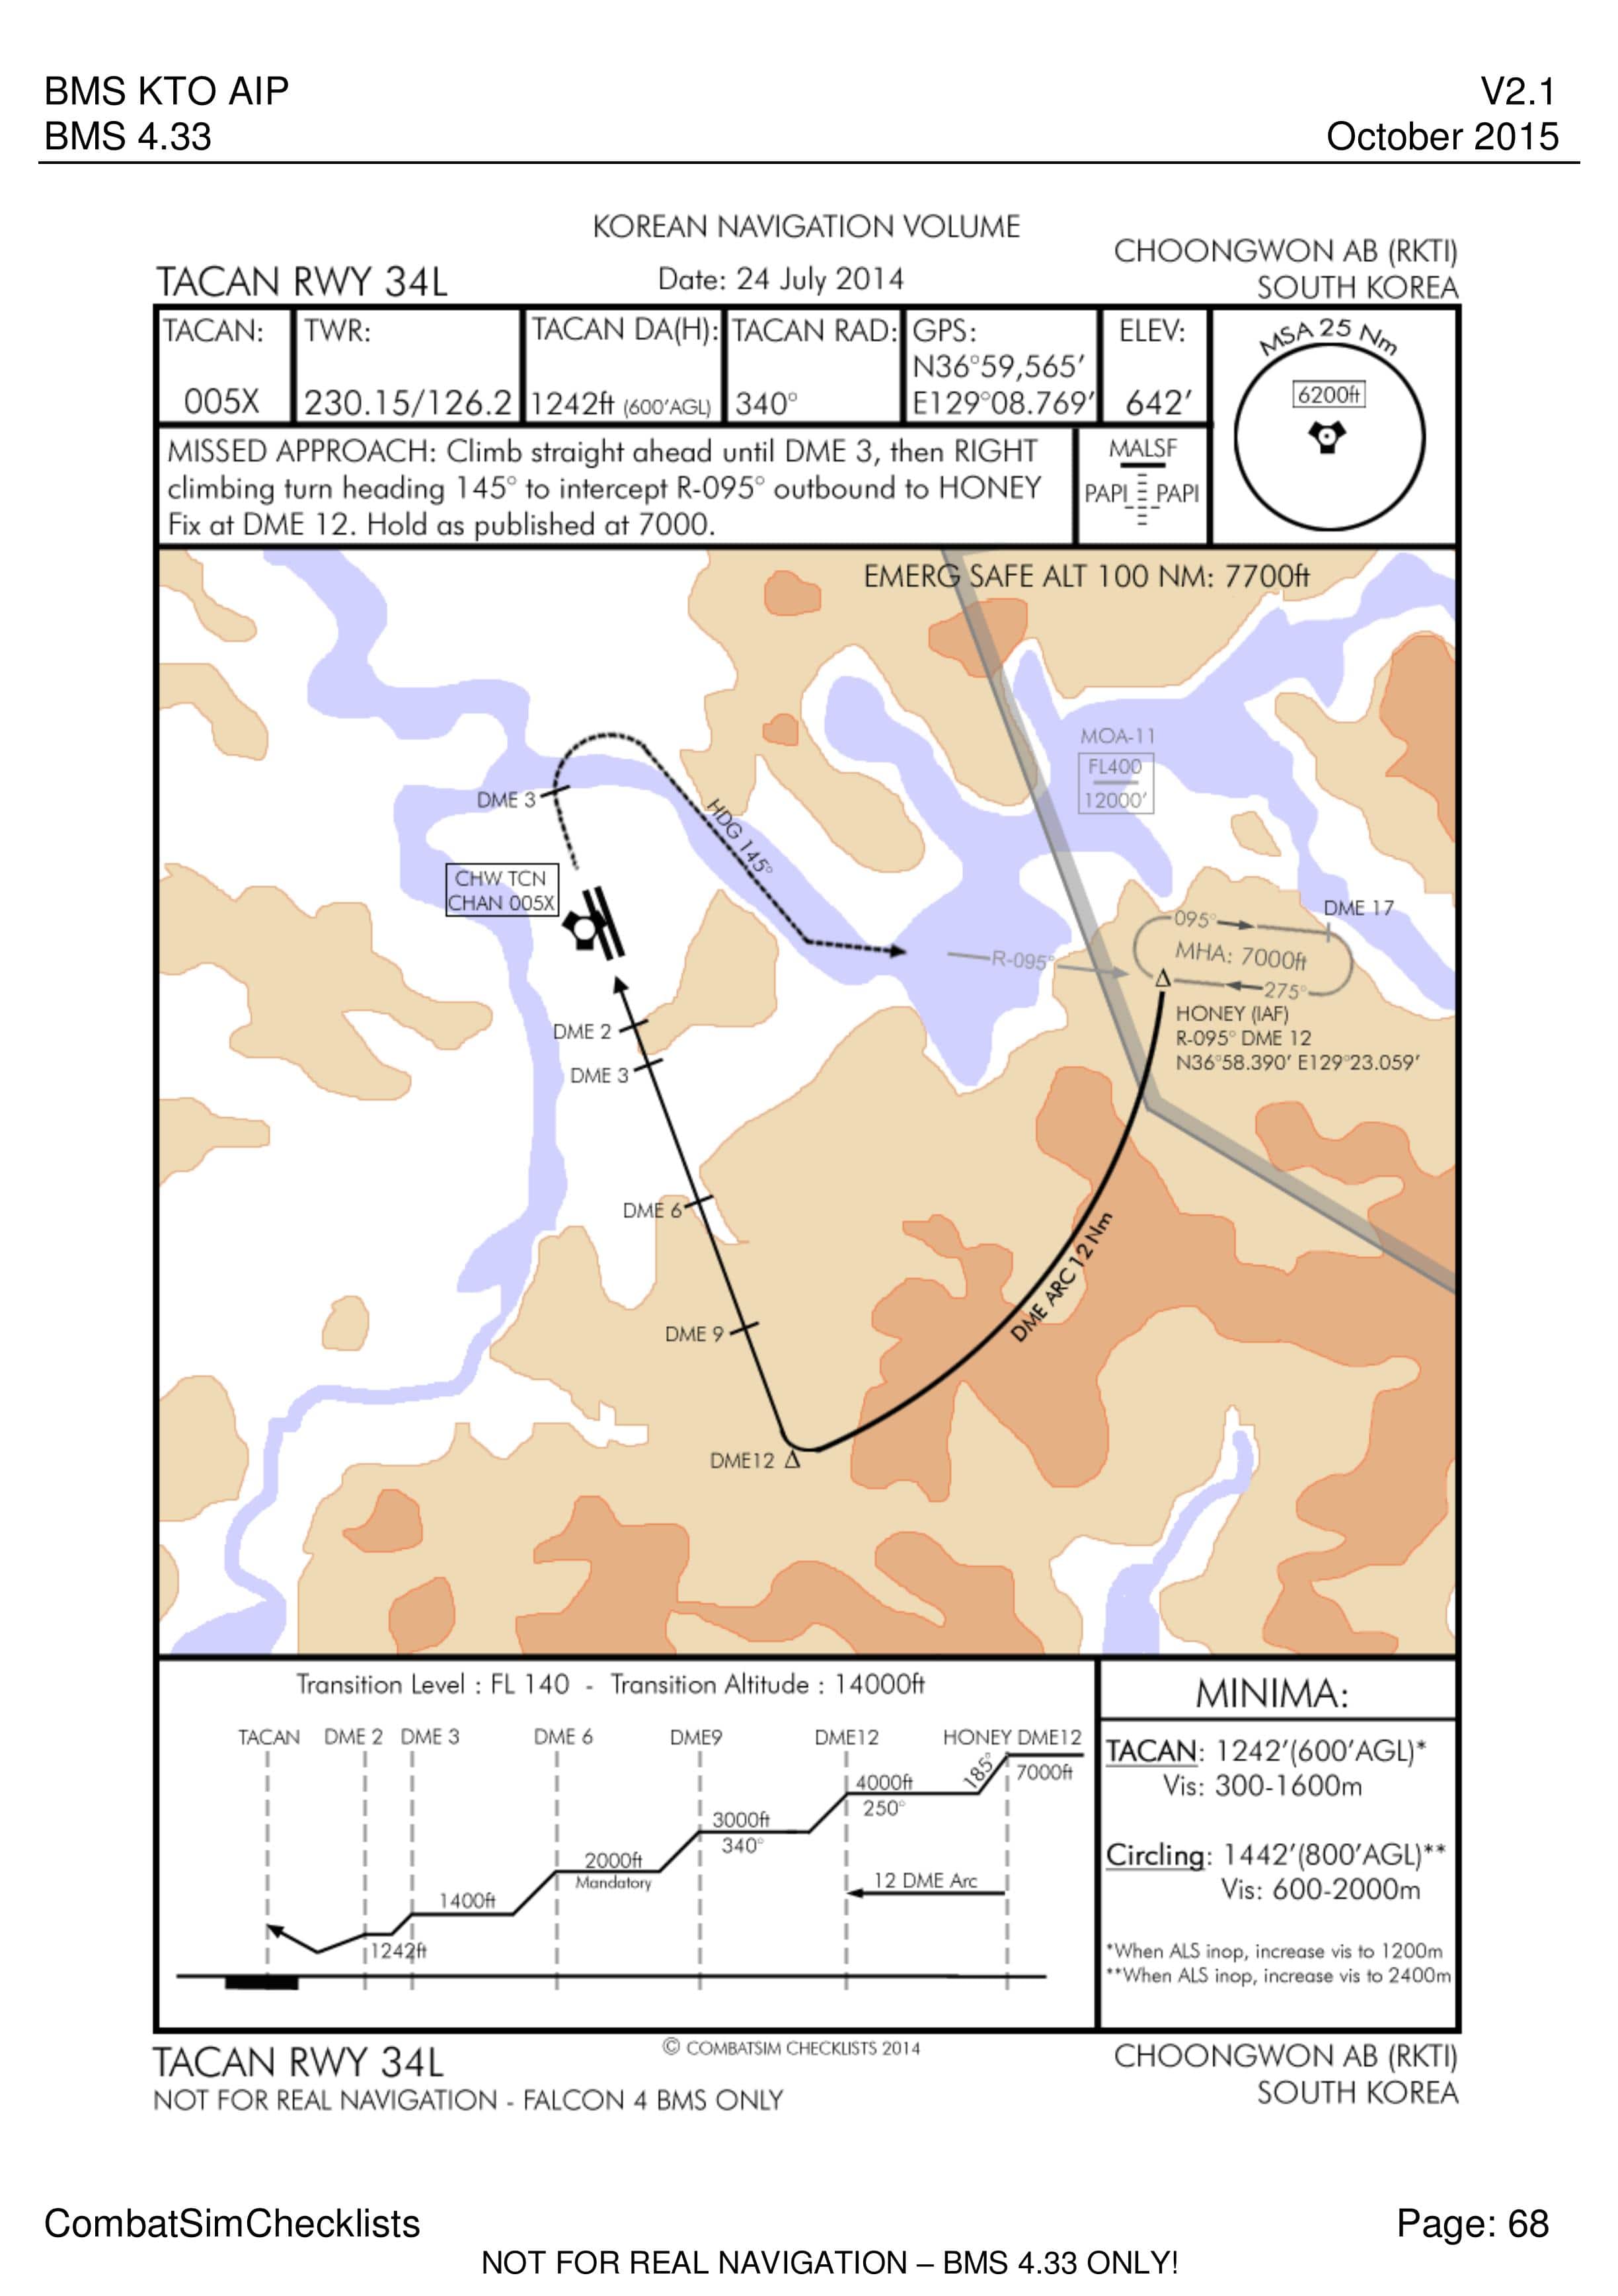 BMS KTO AIP
V2.1
BMS 4.33
October 2015
KOREAN NAVIGATION VOLUME
CHOONGWON AB (RKTI)
TACAN RWY 34L
Date: 24 July 2014
SOUTH KOREA
TACAN:
005X
TWR:
230.15/126.2
TACAN DA(H):
1242ft (600'AGL)
TACAN RAD:
340°
GPS:
N36°59,565'
E129°08.769'
ELEV:
642'
MSA 25 Nm
6200ft
MISSED APPROACH: Climb straight ahead until DME 3, then RIGHT
climbing turn heading 145° to intercept R-095° outbound to HONEY
Fix at DME 12. Hold as published at 7000.
MALSF
PAPI PAPI
EMERG SAFE ALT 100 NM: 7700ft
MOA-11
FL400
12000'
DME 3
HDG 145°
CHW TCN
CHAN 005X
DME 17
095°
MHA: 7000ft
R-095°
275°
HONEY (IAF)
R-095° DME 12
N36°58.390' E129°23.059'
DME 2
DME 3
DME 6
DME ARC 12 Nm
DME 9
DME12
Transition Level : FL 140 - Transition Altitude : 14000ft
TACAN DME 2 DME 3 DME 6 DME9 DME12 HONEY DME12
185°
7000ft
4000ft
250°
3000ft
340°
2000ft
Mandatory
12 DME Arc
1400ft
1242ft
MINIMA:
TACAN: 1242'(600'AGL)*
Vis: 300-1600m
Circling: 1442'(800'AGL)**
Vis: 600-2000m
*When ALS inop, increase vis to 1200m
**When ALS inop, increase vis to 2400m
TACAN RWY 34L
© COMBATSIM CHECKLISTS 2014
CHOONGWON AB (RKTI)
NOT FOR REAL NAVIGATION - FALCON 4 BMS ONLY
SOUTH KOREA
CombatSimChecklists
Page: 68
NOT FOR REAL NAVIGATION – BMS 4.33 ONLY!